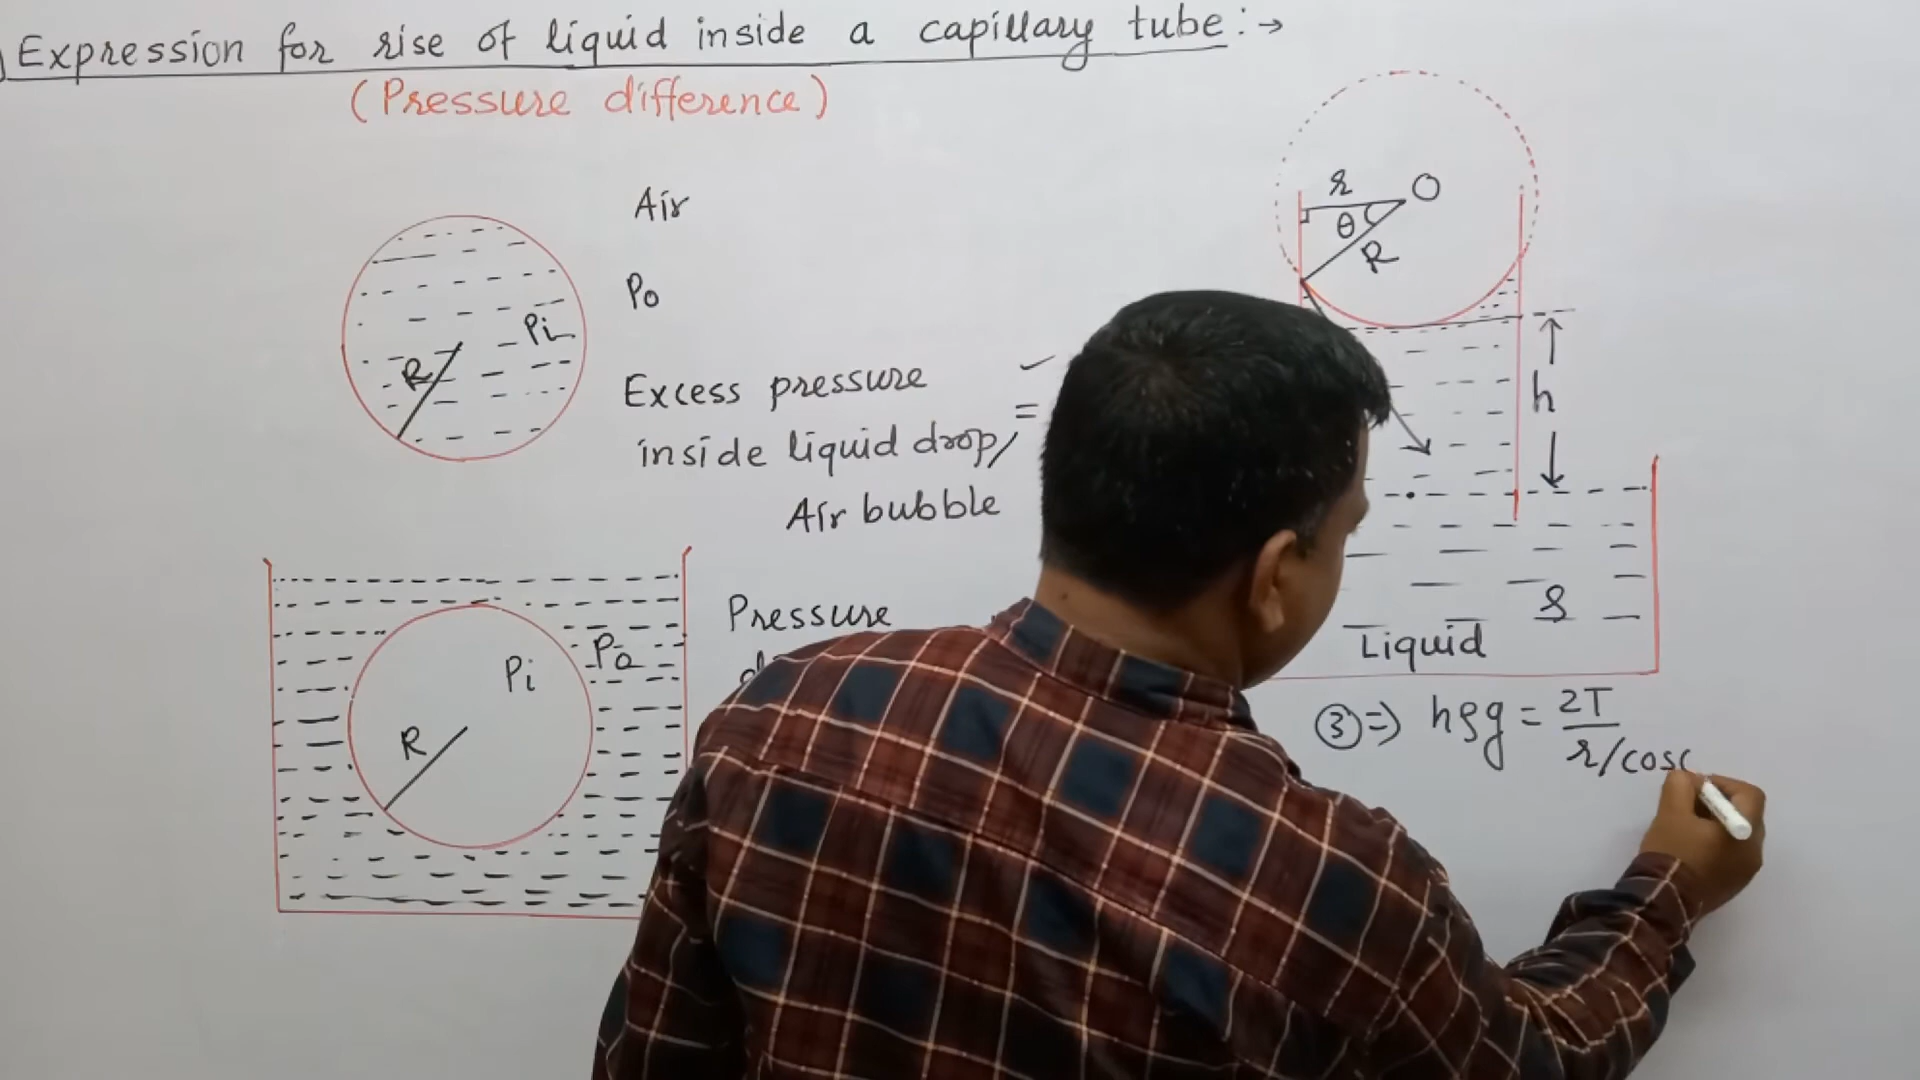 Expression for rise of liquid inside a capillary tube:→
(Pressure difference)
Air
Po
Pi
R
Excess pressure
inside liquid drop/ =
Air bubble
Pressure
Po
Pi
R
r O
θ
R
h
ρ
Liquid
③⇒ hρg = 2T
r/cos